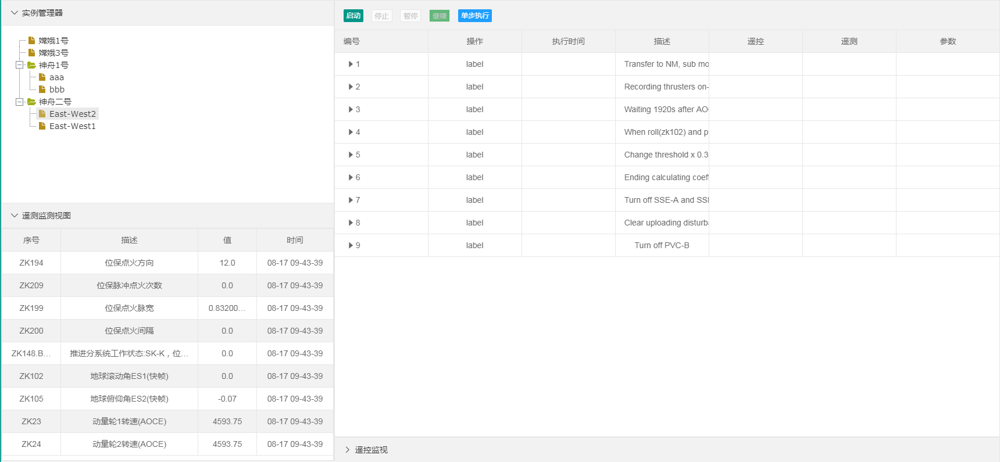 实例管理器
嫦娥1号
嫦娥3号
神舟1号
aaa
bbb
神舟二号
East-West2
East-West1
遥测监测视图
序号 描述 值 时间
ZK194 位保点火方向 12.0 08-17 09-43-39
ZK209 位保脉冲点火次数 0.0 08-17 09-43-39
ZK199 位保点火脉宽 0.83200... 08-17 09-43-39
ZK200 位保点火间隔 0.0 08-17 09-43-39
ZK148.B... 推进分系统工作状态:SK-K，位... 0.0 08-17 09-43-39
ZK102 地球滚动角ES1(快帧) 0.0 08-17 09-43-39
ZK105 地球俯仰角ES2(快帧) -0.07 08-17 09-43-39
ZK23 动量轮1转速(AOCE) 4593.75 08-17 09-43-39
ZK24 动量轮2转速(AOCE) 4593.75 08-17 09-43-39
启动 停止 暂停 继续 单步执行
编号 操作 执行时间 描述 遥控 遥测 参数
1 label Transfer to NM, sub mo
2 label Recording thrusters on-
3 label Waiting 1920s after AO
4 label When roll(zk102) and p
5 label Change threshold x 0.3
6 label Ending calculating coef
7 label Turn off SSE-A and SS
8 label Clear uploading disturb
9 label Turn off PVC-B
遥控监视